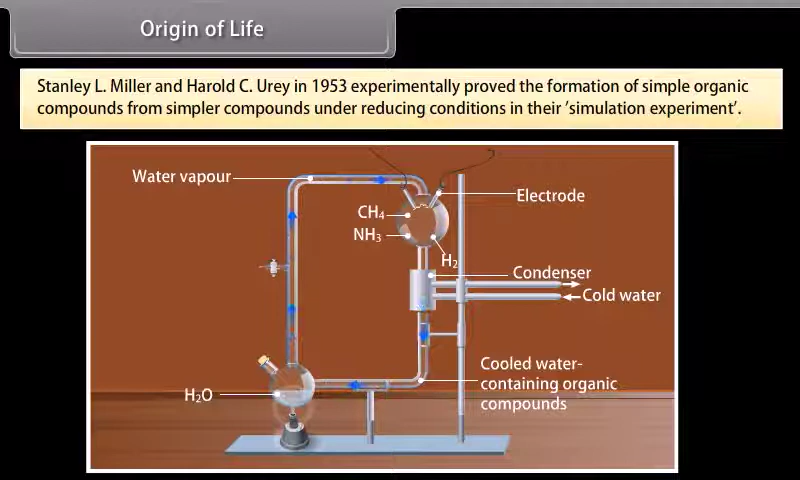 Origin of Life
Stanley L. Miller and Harold C. Urey in 1953 experimentally proved the formation of simple organic
compounds from simpler compounds under reducing conditions in their 'simulation experiment'.
Water vapour
Electrode
CH₄
NH₃
H₂
Condenser
Cold water
Cooled water-
containing organic
compounds
H₂O